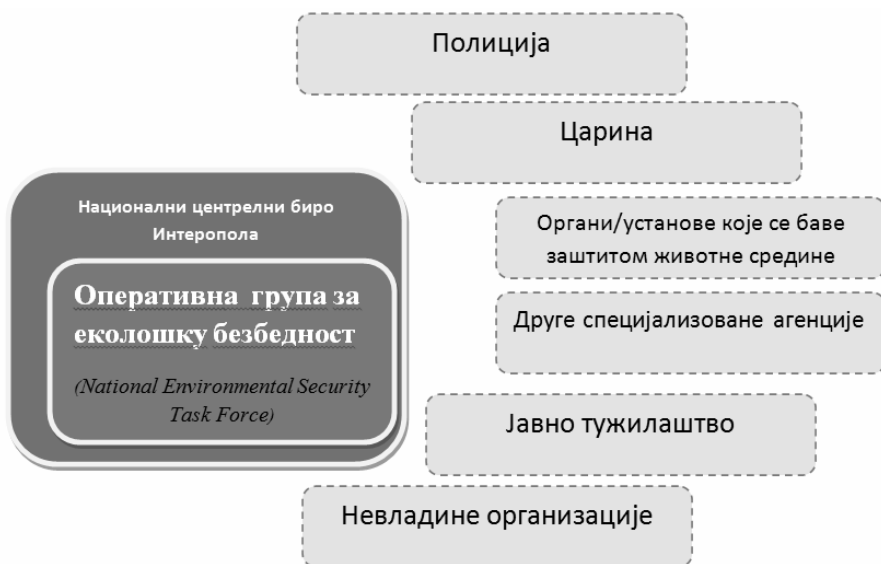 Полиција
Царина
Национални центрелни биро
Интеропола
Оперативна група за
еколошку безбедност
(National Environmental Security
Task Force)
Органи/установе које се баве
заштитом животне средине
Друге специјализоване агенције
Јавно тужилаштво
Невладине организације